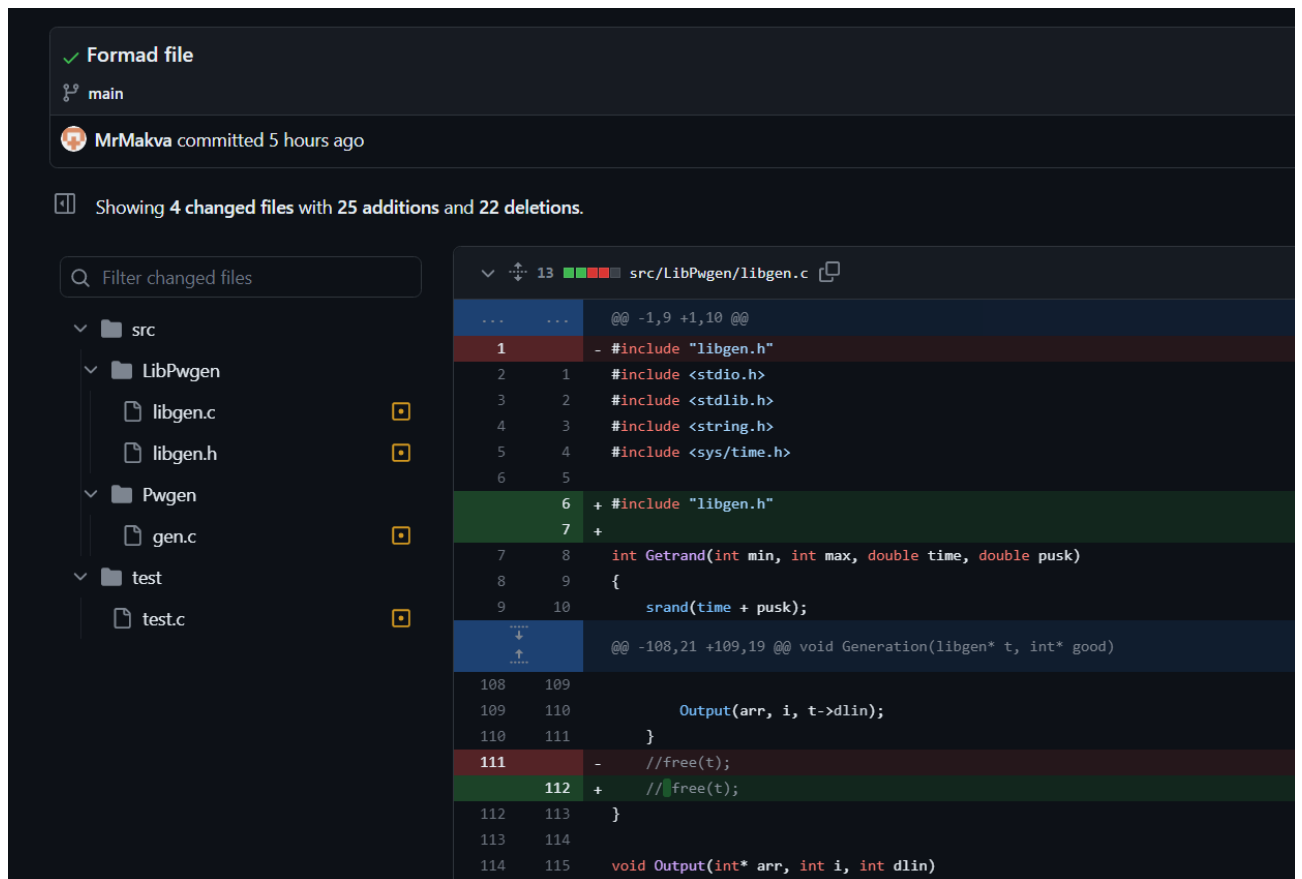 Formad file
main
MrMakva committed 5 hours ago
Showing 4 changed files with 25 additions and 22 deletions.
Filter changed files
src
LibPwgen
libgen.c
libgen.h
Pwgen
gen.c
test
test.c
13 src/LibPwgen/libgen.c
... ... @@ -1,9 +1,10 @@
1 - #include "libgen.h"
2 1 #include <stdio.h>
3 2 #include <stdlib.h>
4 3 #include <string.h>
5 4 #include <sys/time.h>
6 5
6 + #include "libgen.h"
7 +
7 8 int Getrand(int min, int max, double time, double pusk)
8 9 {
9 10 srand(time + pusk);
@@ -108,21 +109,19 @@ void Generation(libgen* t, int* good)
108 109
109 110 Output(arr, i, t->dlin);
110 111 }
111 - //free(t);
112 + // free(t);
112 113 }
113 114
114 115 void Output(int* arr, int i, int dlin)